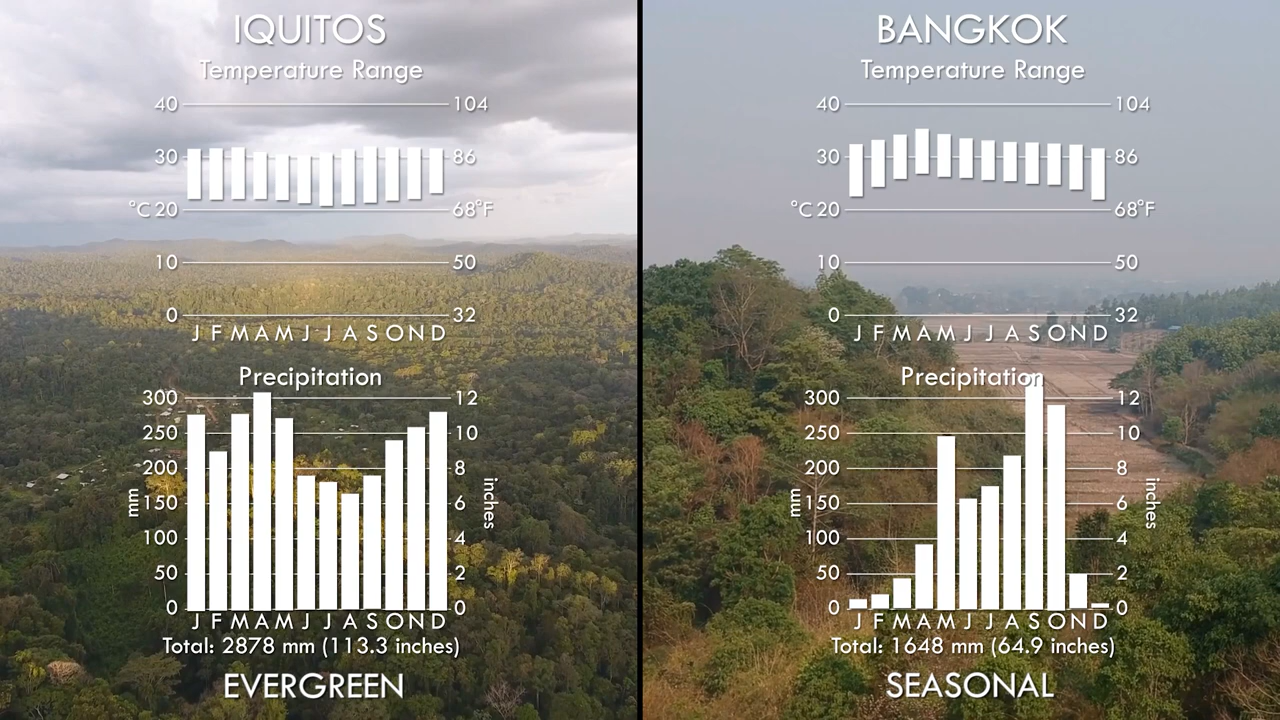 IQUITOS
Temperature Range
40 104
30 86
°C 20 68°F
10 50
0 32
J F M A M J J A S O N D
Precipitation
300 12
250 10
200 8
150 6
100 4
50 2
0 0
mm
inches
J F M A M J J A S O N D
Total: 2878 mm (113.3 inches)
EVERGREEN
BANGKOK
Temperature Range
40 104
30 86
°C 20 68°F
10 50
0 32
J F M A M J J A S O N D
Precipitation
300 12
250 10
200 8
150 6
100 4
50 2
0 0
mm
inches
J F M A M J J A S O N D
Total: 1648 mm (64.9 inches)
SEASONAL